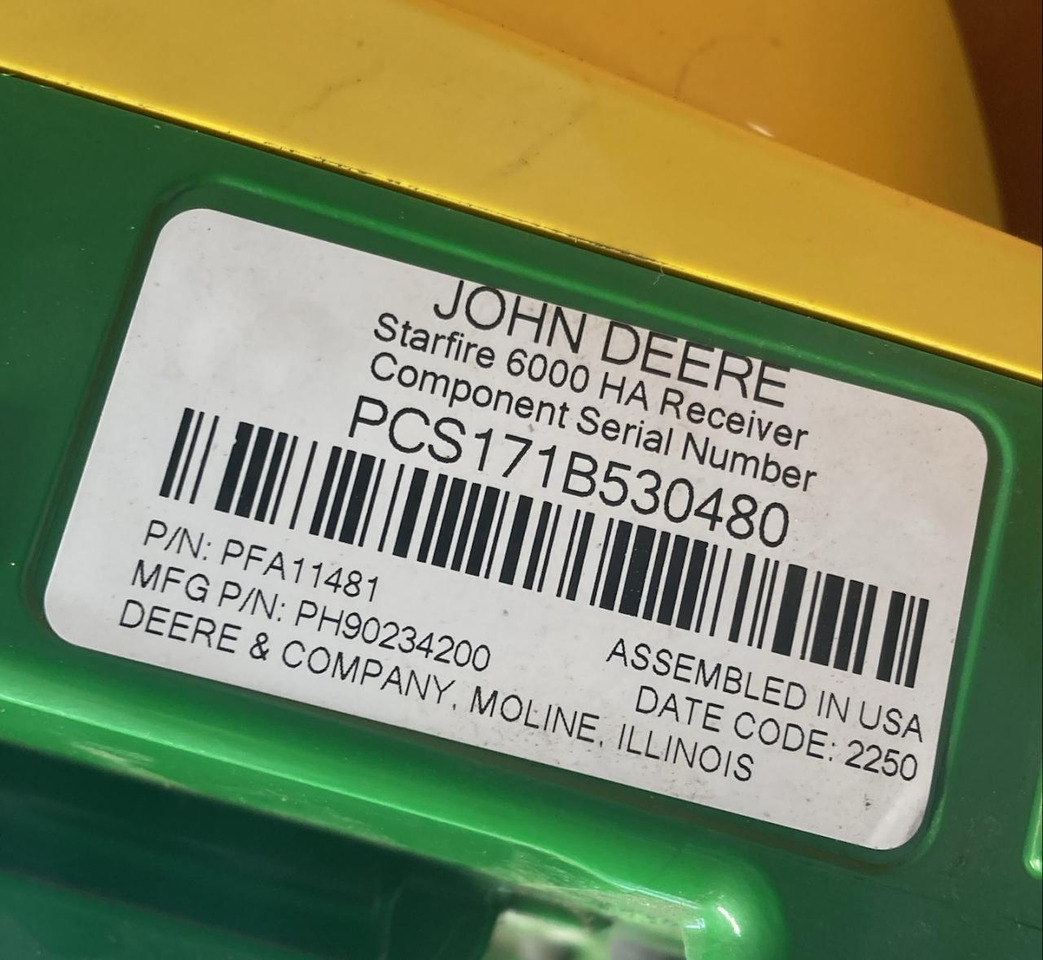 JOHN DEERE
Starfire 6000 HA Receiver
Component Serial Number
PCS171B530480
P/N: PFA11481
MFG P/N: PH90234200
ASSEMBLED IN USA
DEERE & COMPANY, MOLINE, ILLINOIS
DATE CODE: 2250